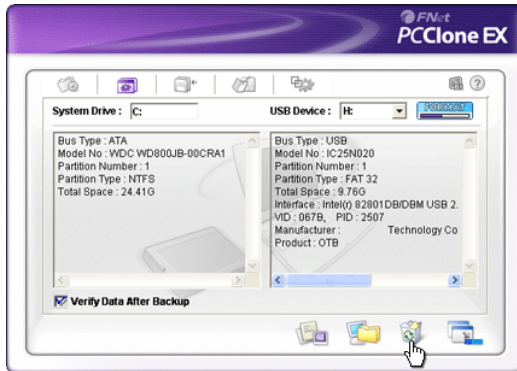 FNet
PCClone EX
System Drive : C:
USB Device : H:
FORMAT
Bus Type : ATA
Model No : WDC WD800JB-00CRA1
Partition Number : 1
Partition Type : NTFS
Total Space : 24.41G
Bus Type : USB
Model No : IC25N020
Partition Number : 1
Partition Type : FAT 32
Total Space : 9.76G
Interface : Intel(r) 82801DB/DBM USB 2.
VID : 067B, PID : 2507
Manufacturer : Technology Co
Product : OTB
Verify Data After Backup